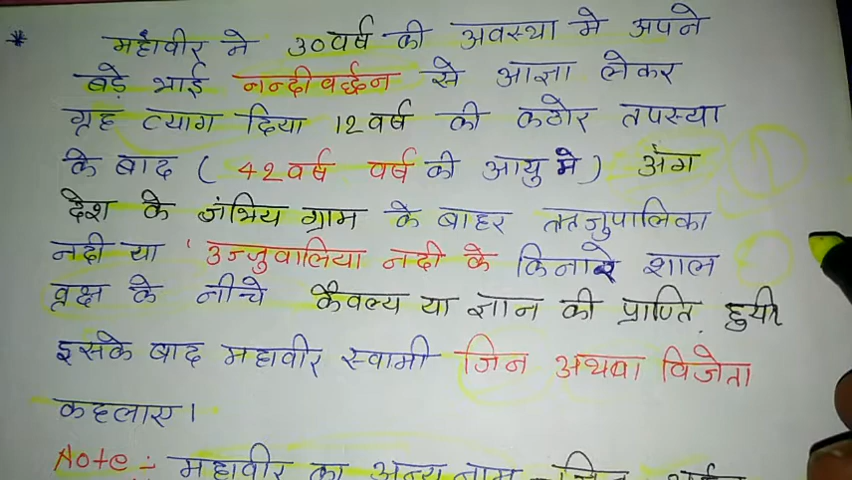 * महावीर ने 30वर्ष की अवस्था मे अपने
बड़े भाई नन्दीवर्द्धन से आज्ञा लेकर
गृह त्याग दिया 12वर्ष की कठोर तपस्या
के बाद ( 42वर्ष वर्ष की आयु मे ) अंग
देश के जंभिय ग्राम के बाहर ऋजुपालिका
नदी या ' उज्जुवालिया नदी के किनारे शाल
वृक्ष के नीचे कैवल्य या ज्ञान की प्राप्ति हुयी
इसके बाद महावीर स्वामी जिन अथवा विजेता
कहलाए।
Note :- महावीर का अन्य नाम - जिन